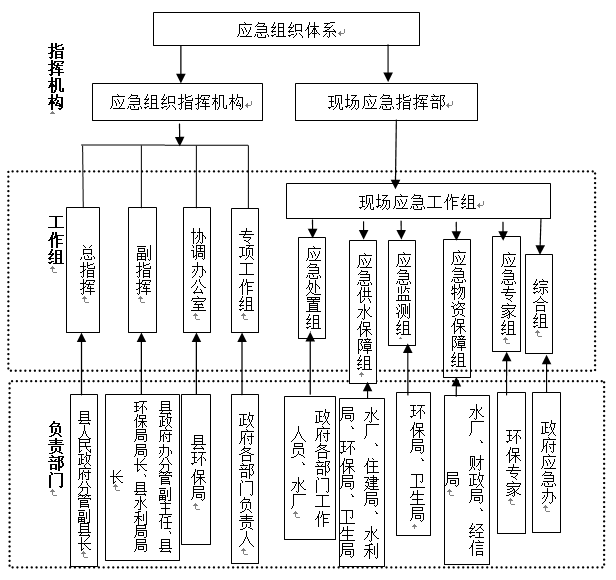 应急组织体系
指挥机构
应急组织指挥机构
现场应急指挥部
工作组
现场应急工作组
总指挥
副指挥
协调办公室
专项工作组
应急处置组
应急供水保障组
应急监测组
应急物资保障组
应急专家组
综合组
负责部门
县人民政府分管副县长
县政府办分管副主任、县
环保局局长、县水利局局
长
县环保局
政府各部门负责人
政府各部门工作
人员、水厂
水厂、住建局、水利
局、环保局、卫生局
环保局、卫生局
水厂、财政局、经信
局
环保专家
政府应急办